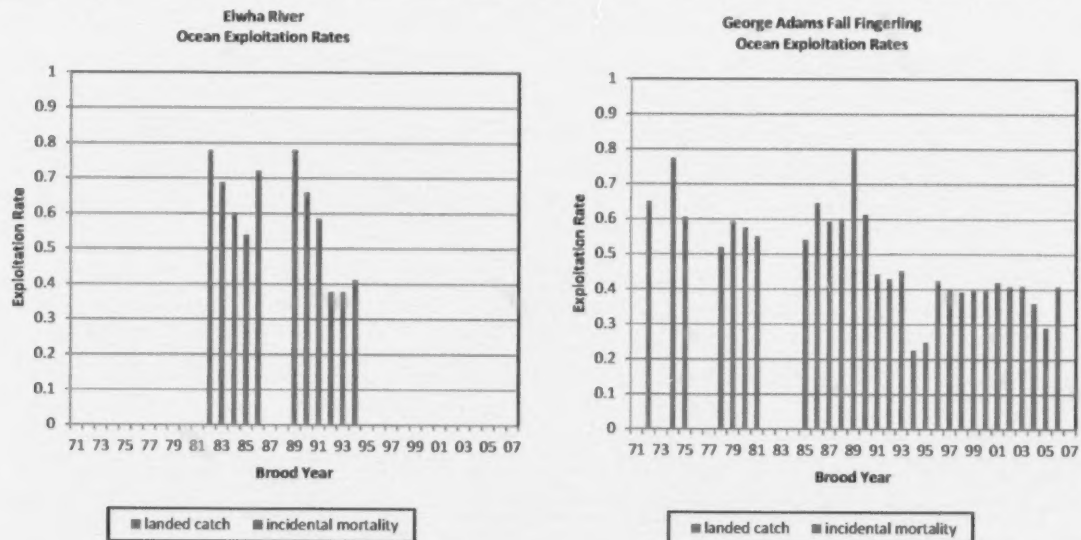 Elwha River
Ocean Exploitation Rates
1
0.9
0.8
0.7
0.6
0.5
0.4
0.3
0.2
0.1
0
Exploitation Rate
71 73 75 77 79 81 83 85 87 89 91 93 95 97 99 01 03 05 07
Brood Year
landed catch incidental mortality
George Adams Fall Fingerling
Ocean Exploitation Rates
1
0.9
0.8
0.7
0.6
0.5
0.4
0.3
0.2
0.1
0
Exploitation Rate
71 73 75 77 79 81 83 85 87 89 91 93 95 97 99 01 03 05 07
Brood Year
landed catch incidental mortality